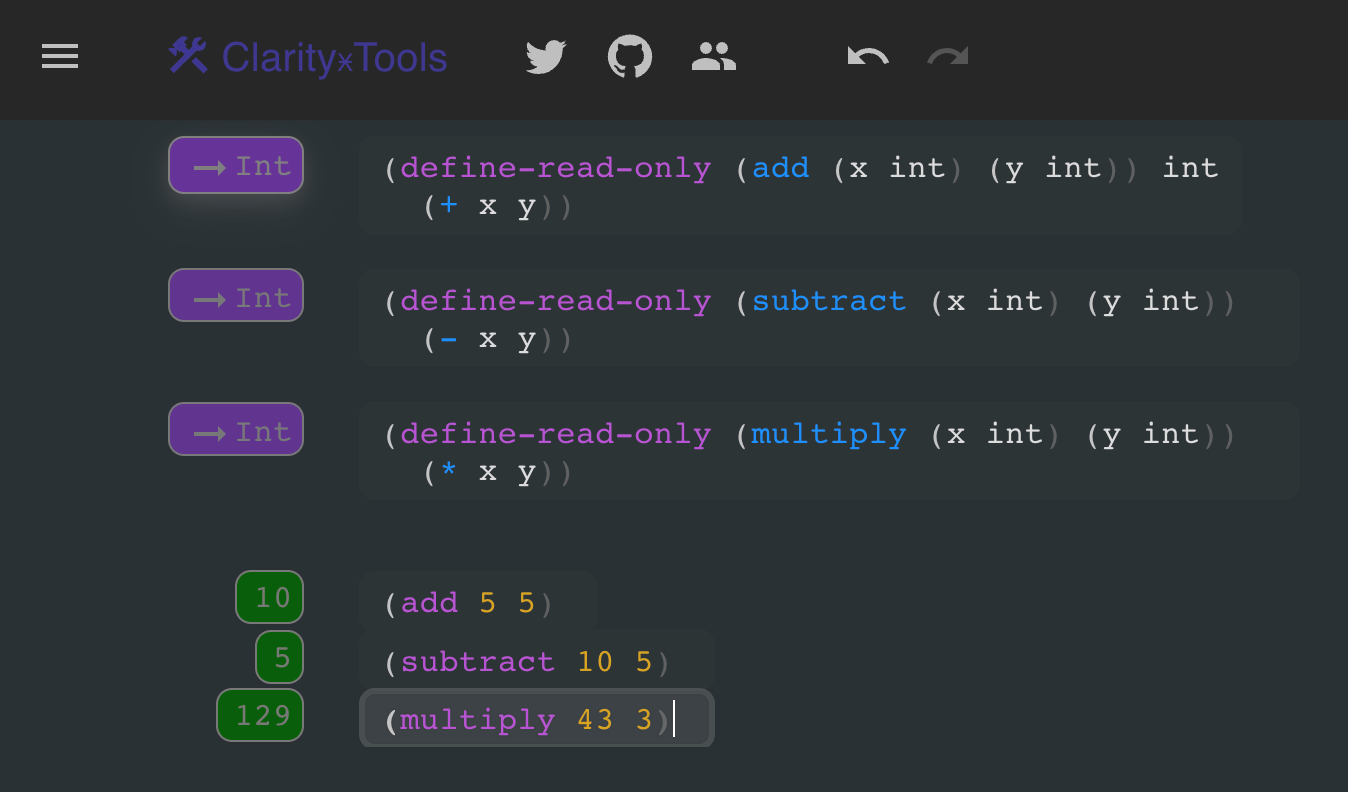 Clarity Tools
→ Int (define-read-only (add (x int) (y int)) int
(+ x y))
→ Int (define-read-only (subtract (x int) (y int))
(- x y))
→ Int (define-read-only (multiply (x int) (y int))
(* x y))
10 (add 5 5)
5 (subtract 10 5)
129 (multiply 43 3)